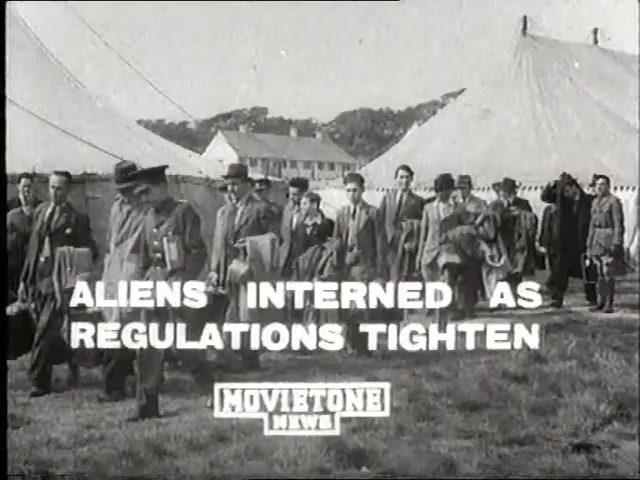 ALIENS INTERNED AS
REGULATIONS TIGHTEN
MOVIETONE
NEWS